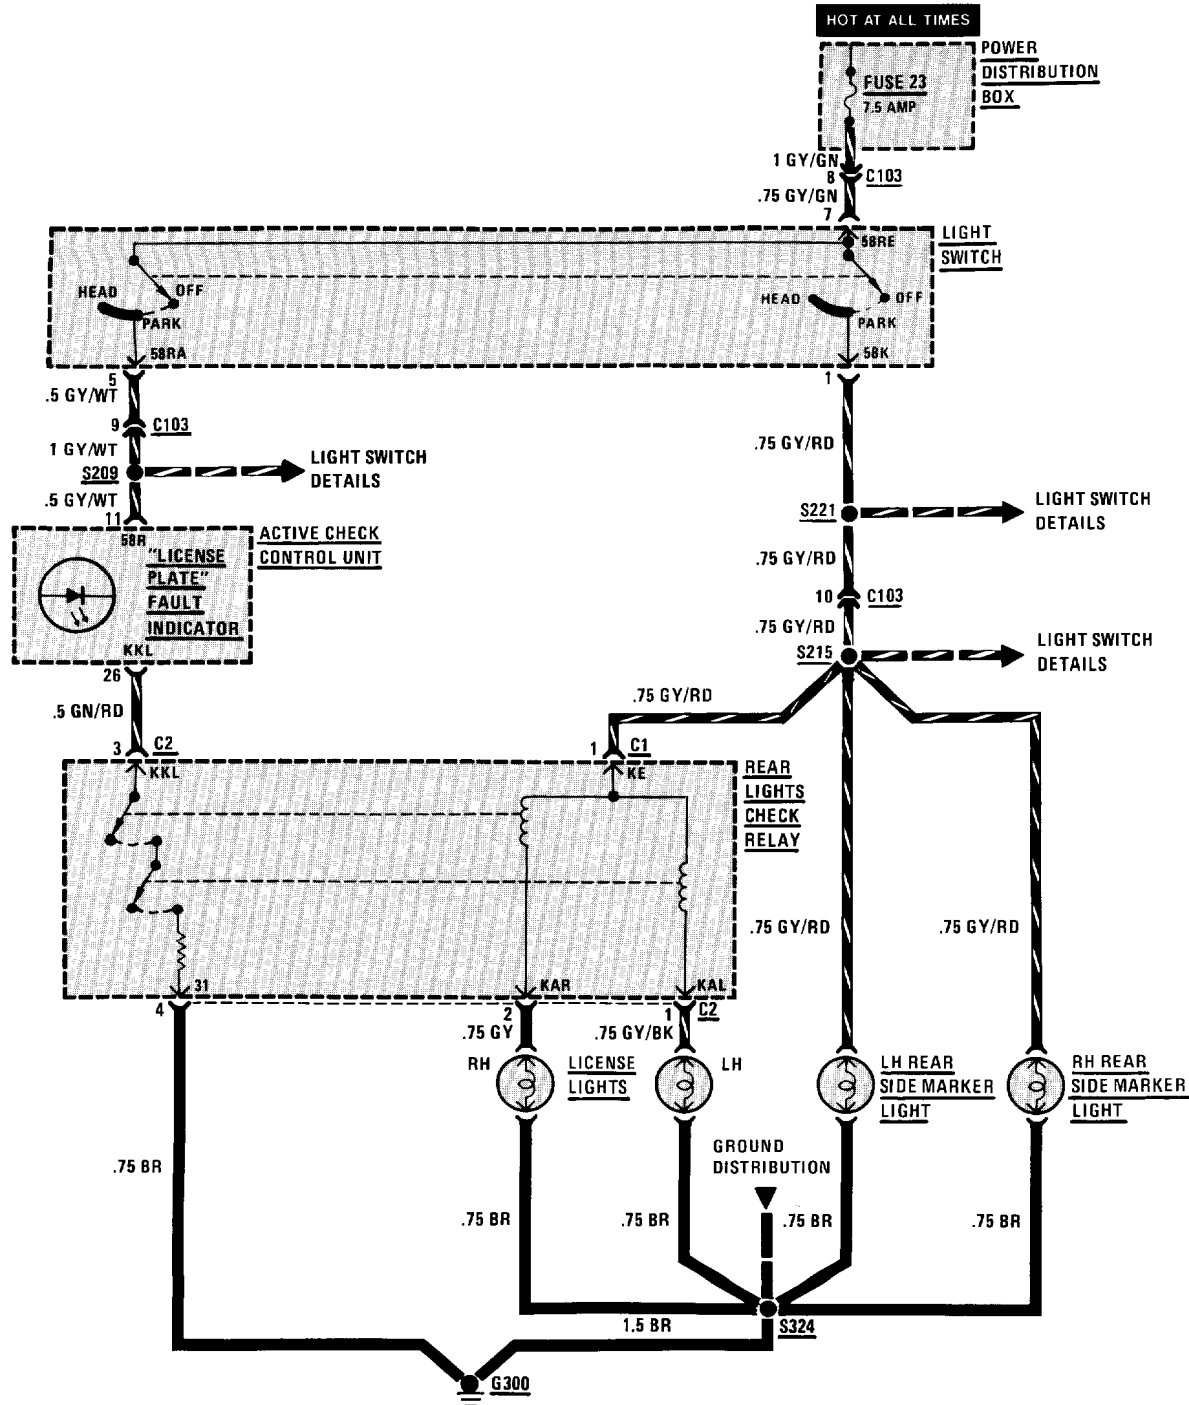 HOT AT ALL TIMES
POWER
DISTRIBUTION
BOX
FUSE 23
7.5 AMP
1 GY/GN
8
C103
.75 GY/GN
7
LIGHT
SWITCH
58RE
HEAD
OFF
PARK
58RA
HEAD
OFF
PARK
58K
5
.5 GY/WT
9
C103
1 GY/WT
S209
LIGHT SWITCH
DETAILS
.5 GY/WT
11
1
.75 GY/RD
S221
LIGHT SWITCH
DETAILS
.75 GY/RD
10
C103
.75 GY/RD
S215
LIGHT SWITCH
DETAILS
58R
"LICENSE
PLATE"
FAULT
INDICATOR
KKL
ACTIVE CHECK
CONTROL UNIT
26
.5 GN/RD
3
C2
.75 GY/RD
1
C1
KKL
KE
REAR
LIGHTS
CHECK
RELAY
.75 GY/RD
.75 GY/RD
31
KAR
KAL
4
2
1
C2
.75 GY
.75 GY/BK
RH
LICENSE
LIGHTS
LH
LH REAR
SIDE MARKER
LIGHT
RH REAR
SIDE MARKER
LIGHT
GROUND
DISTRIBUTION
.75 BR
.75 BR
.75 BR
.75 BR
.75 BR
1.5 BR
S324
G300